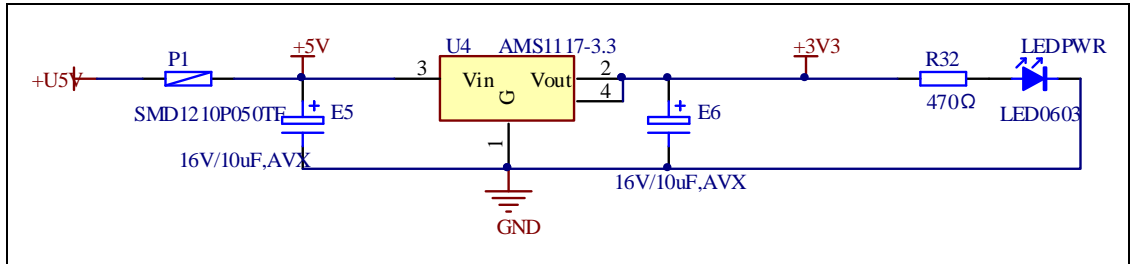 U4 AMS1117-3.3
+5V
+3V3
LEDPWR
P1
R32
3
Vin
Vout
2
+U5V
G
4
SMD1210P050TF
E5
E6
470Ω
LED0603
1
16V/10uF,AVX
16V/10uF,AVX
GND